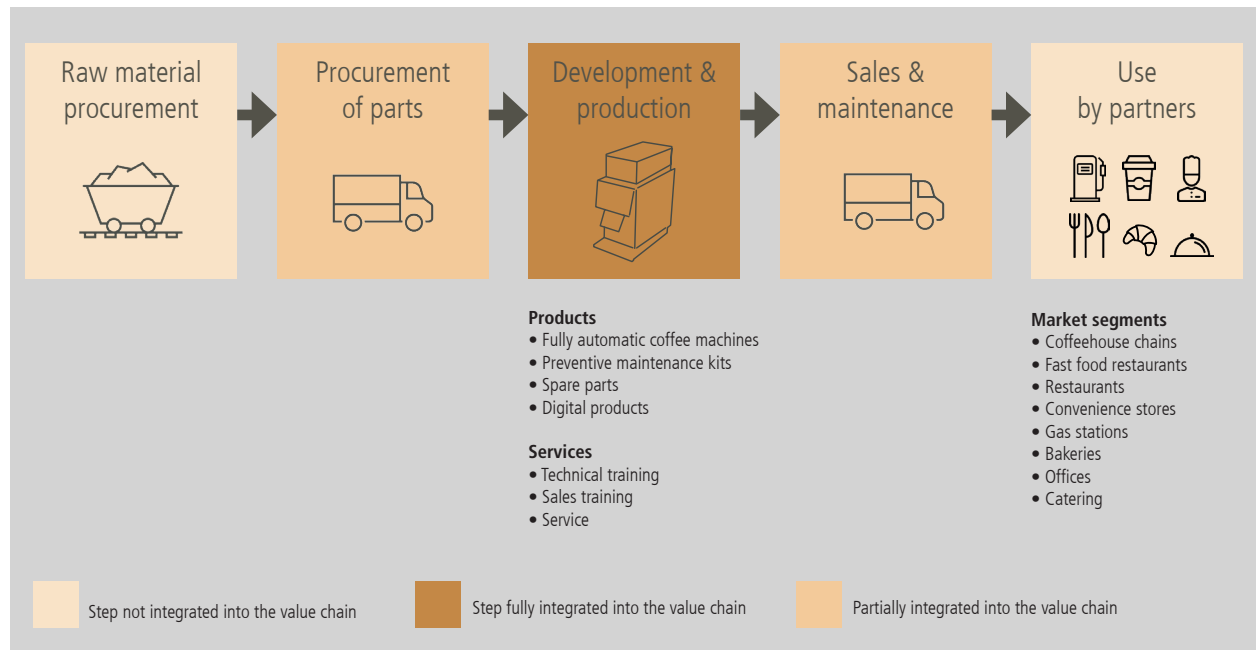 Raw material
procurement
Procurement
of parts
Development &
production
Sales &
maintenance
Use
by partners
Products
• Fully automatic coffee machines
• Preventive maintenance kits
• Spare parts
• Digital products
Services
• Technical training
• Sales training
• Service
Market segments
• Coffeehouse chains
• Fast food restaurants
• Restaurants
• Convenience stores
• Gas stations
• Bakeries
• Offices
• Catering
Step not integrated into the value chain
Step fully integrated into the value chain
Partially integrated into the value chain